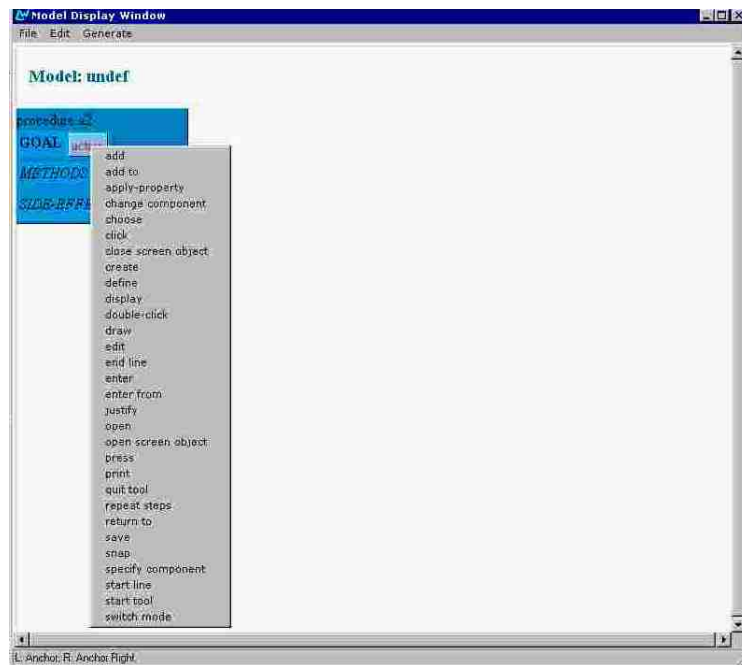 Model Display Window
File Edit Generate
Model: undef
procedure a2
GOAL
add
add to
apply-property
change component
choose
click
close screen object
create
define
display
double-click
draw
edit
end line
enter
enter from
justify
open
open screen object
press
print
quit tool
repeat steps
return to
save
snap
specify component
start line
start tool
switch mode
L: Anchor; R: Anchor Right;